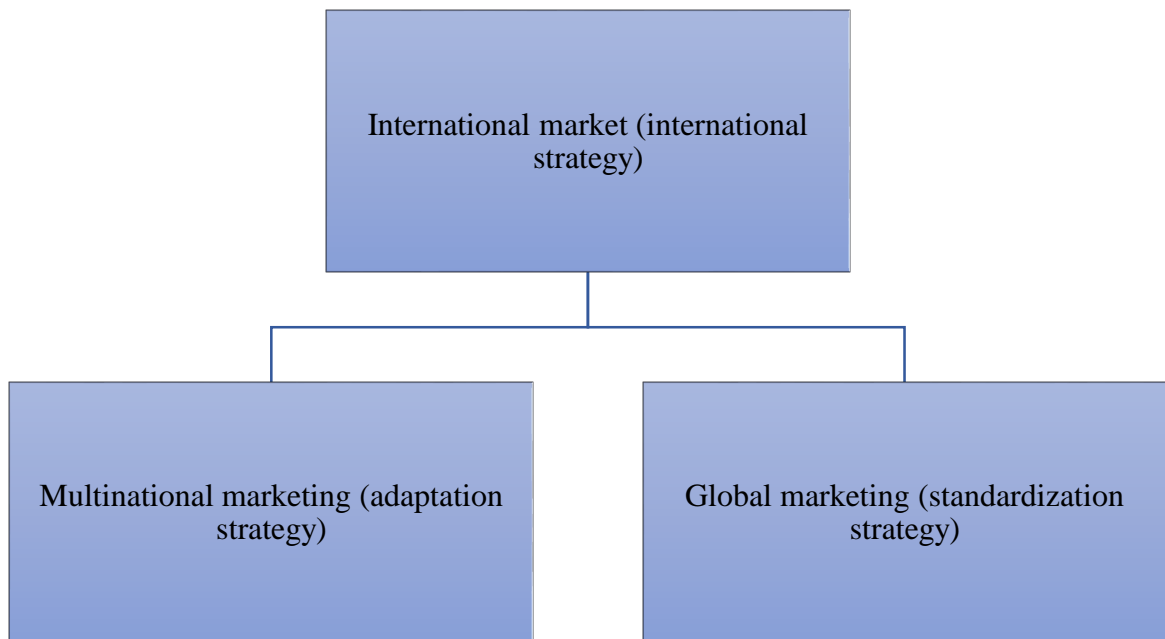 International market (international
strategy)
Multinational marketing (adaptation
strategy)
Global marketing (standardization
strategy)